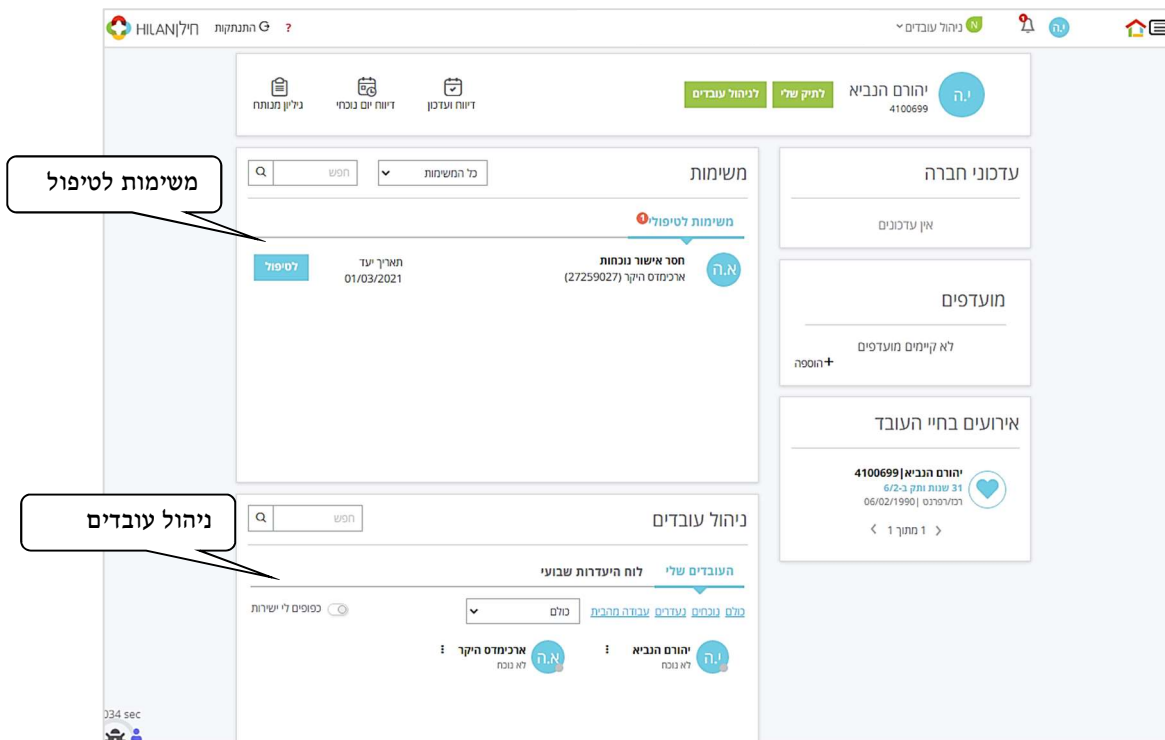 ניהול עובדים
N
1
י.ה
?
התנתקות
חילן|HILAN
י.ה
יהורם הנביא
4100699
לתיק שלי
לניהול עובדים
דיווח ועדכון
דיווח יום נוכחי
גיליון מנותח
עדכוני חברה
אין עדכונים
מועדפים
לא קיימים מועדפים
+הוספה
אירועים בחיי העובד
יהורם הנביא|4100699
31 שנות ותק ב-6/2
רכז/רפרנט |06/02/1990
1 מתוך 1
משימות
כל המשימות
חפש
משימות לטיפולי
1
א.ה
חסר אישור נוכחות
ארכימדס היקר (27259027)
תאריך יעד
01/03/2021
לטיפול
משימות לטיפול
ניהול עובדים
חפש
העובדים שלי
לוח היעדרות שבועי
כולם נוכחים נעדרים עבודה מהבית
כולם
כפופים לי ישירות
י.ה
יהורם הנביא
לא נוכח
א.ה
ארכימדס היקר
לא נוכח
ניהול עובדים
034 sec